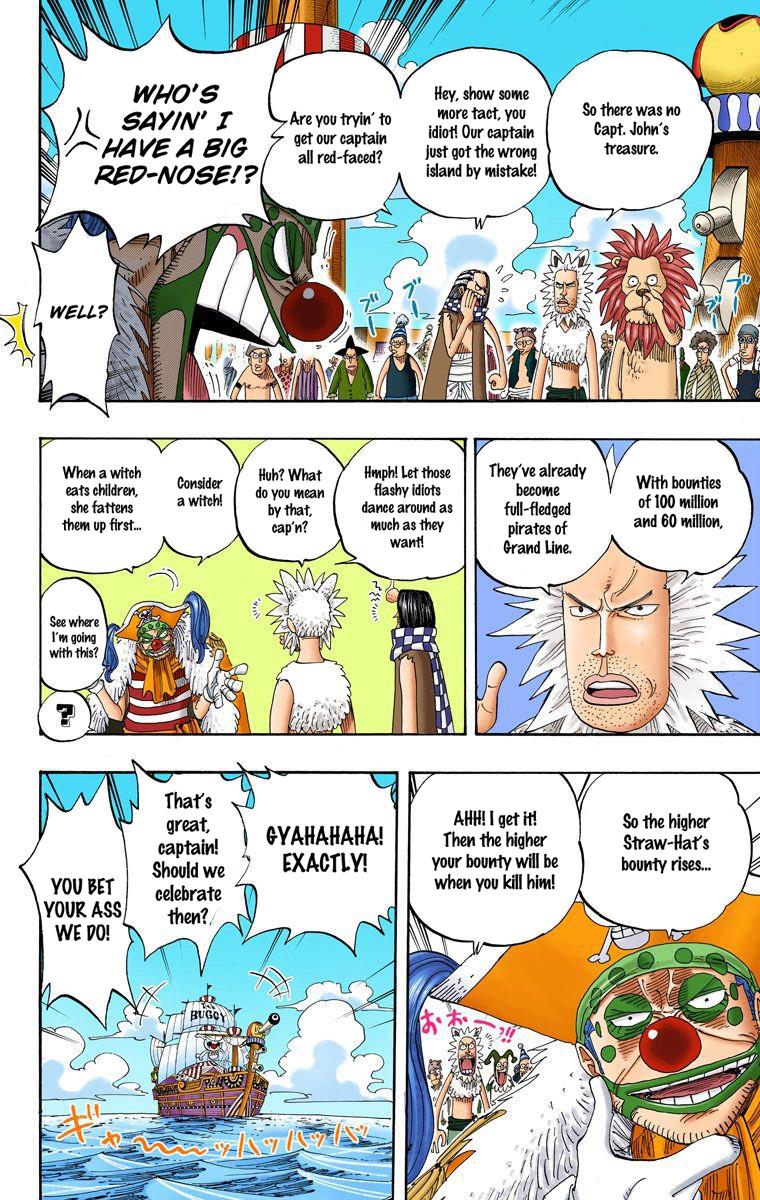 So there was no
Capt. John's
treasure.
Hey, show some
more tact, you
idiot! Our captain
just got the wrong
island by mistake!
Are you tryin' to
get our captain
all red-faced?
WHO'S
SAYIN' I
HAVE A BIG
RED-NOSE!?
WELL?
ブーブー
ブーブー
With bounties
of 100 million
and 60 million,
They've already
become
full-fledged
pirates of
Grand Line.
Hmph! Let those
flashy idiots
dance around as
much as they
want!
Huh? What
do you mean
by that,
cap'n?
Consider
a witch!
When a witch
eats children,
she fattens
them up first...
See where
I'm going
with this?
?
?
So the higher
Straw-Hat's
bounty rises...
AHH! I get it!
Then the higher
your bounty will be
when you kill him!
おおーっ!!
GYAHAHAHA!
EXACTLY!
That's
great,
captain!
Should we
celebrate
then?
YOU BET
YOUR ASS
WE DO!
BUGGY
ギャーーッハッハッハッハッ